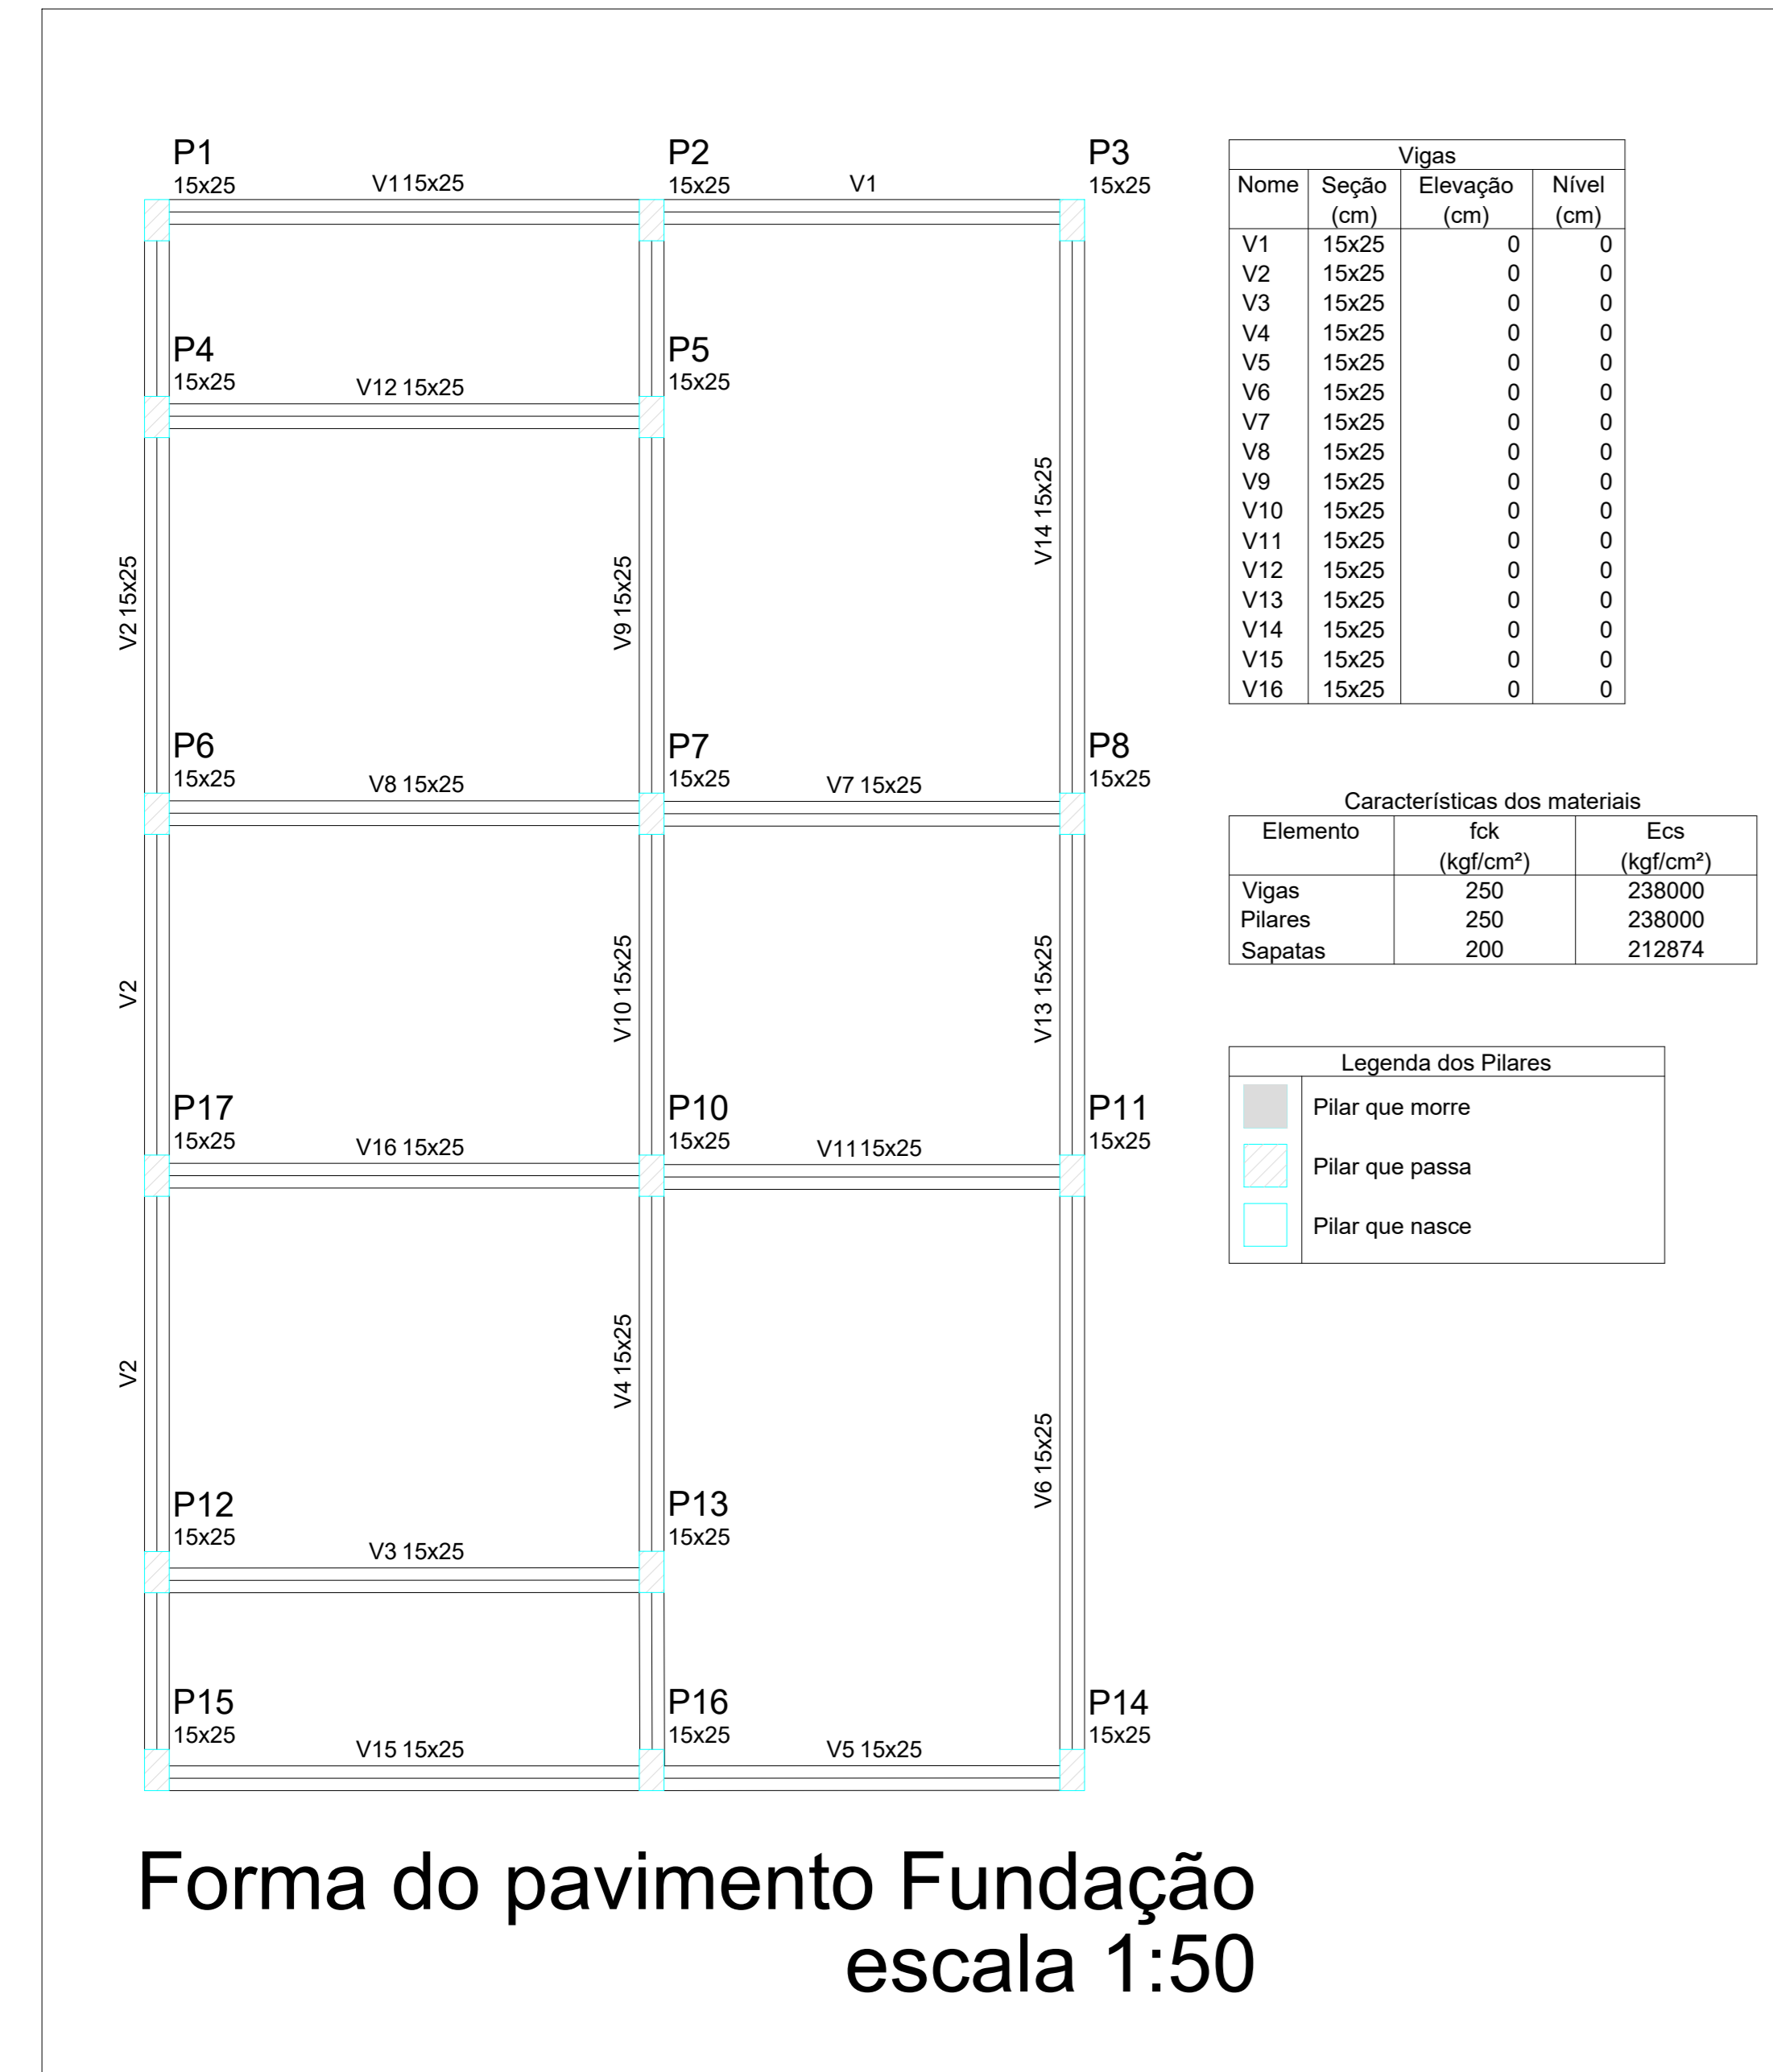 P1
15x25
V1 15x25
P2
15x25
V1
P3
15x25
P4
15x25
V12 15x25
P5
15x25
V14 15x25
V2 15x25
V9 15x25
P6
15x25
V8 15x25
P7
15x25
V7 15x25
P8
15x25
V2
V10 15x25
V13 15x25
P17
15x25
V16 15x25
P10
15x25
V11 15x25
P11
15x25
V2
V4 15x25
V6 15x25
P12
15x25
V3 15x25
P13
15x25
P15
15x25
V15 15x25
P16
15x25
V5 15x25
P14
15x25
Vigas
Nome Seção Elevação Nível
(cm) (cm) (cm)
V1 15x25 0 0
V2 15x25 0 0
V3 15x25 0 0
V4 15x25 0 0
V5 15x25 0 0
V6 15x25 0 0
V7 15x25 0 0
V8 15x25 0 0
V9 15x25 0 0
V10 15x25 0 0
V11 15x25 0 0
V12 15x25 0 0
V13 15x25 0 0
V14 15x25 0 0
V15 15x25 0 0
V16 15x25 0 0
Características dos materiais
Elemento fck Ecs
(kgf/cm²) (kgf/cm²)
Vigas 250 238000
Pilares 250 238000
Sapatas 200 212874
Legenda dos Pilares
Pilar que morre
Pilar que passa
Pilar que nasce
Forma do pavimento Fundação
escala 1:50